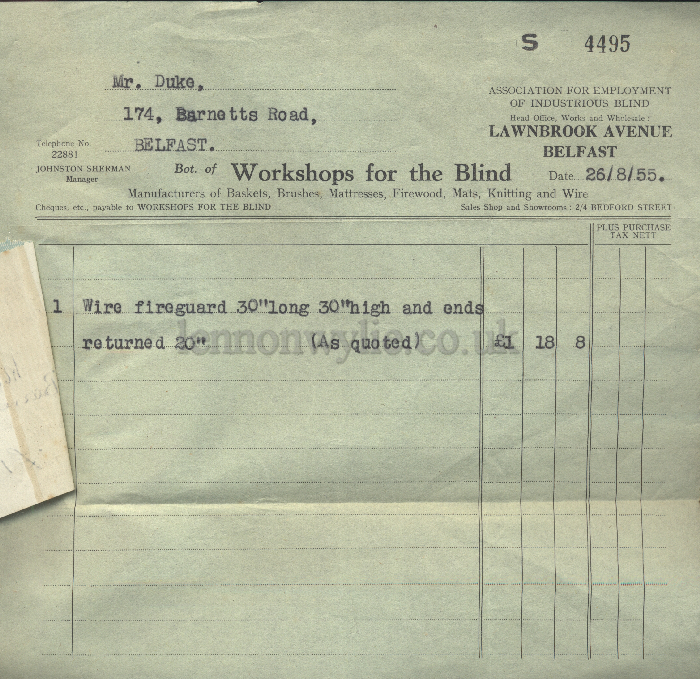 S 4495
Mr. Duke,
174, Barnetts Road,
BELFAST.
ASSOCIATION FOR EMPLOYMENT
OF INDUSTRIOUS BLIND
Head Office, Works and Wholesale :
LAWNBROOK AVENUE
BELFAST
Telephone No.
22881
JOHNSTON SHERMAN
Manager
Bot. of Workshops for the Blind
Date 26/8/55.
Manufacturers of Baskets, Brushes, Mattresses, Firewood, Mats, Knitting and Wire
Cheques, etc., payable to WORKSHOPS FOR THE BLIND
Sales Shop and Showrooms : 2/4 BEDFORD STREET
PLUS PURCHASE
TAX NETT
1 Wire fireguard 30"long 30"high and ends
returned 20" (As quoted) £1 18 8
lennonwylie.co.uk